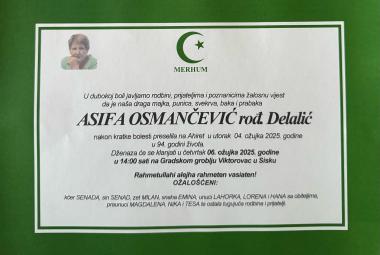 MERHUM
U dubokoj boli javljamo rodbini, prijateljima i poznanicima žalosnu vijest
da je naša draga majka, punica, svekrva, baka i prabaka
ASIFA OSMANČEVIĆ rođ. Delalić
nakon kratke bolesti preselila na Ahiret u utorak 04. ožujka 2025. godine
u 94. godini života.
Dženaza će se klanjati u četvrtak 06. ožujka 2025. godine
u 14:00 sati na Gradskom groblju Viktorovac u Sisku
Rahmetullahi alejha rahmeten vasiaten!
OŽALOŠĆENI:
kćer SENADA, sin SENAD, zet MILAN, snaha EMINA, unuci LAHORKA, LORENA i HANA sa obiteljima,
praunuci MAGDALENA, NIKA i TESA te ostala tugujuća rodbina i prijatelji.